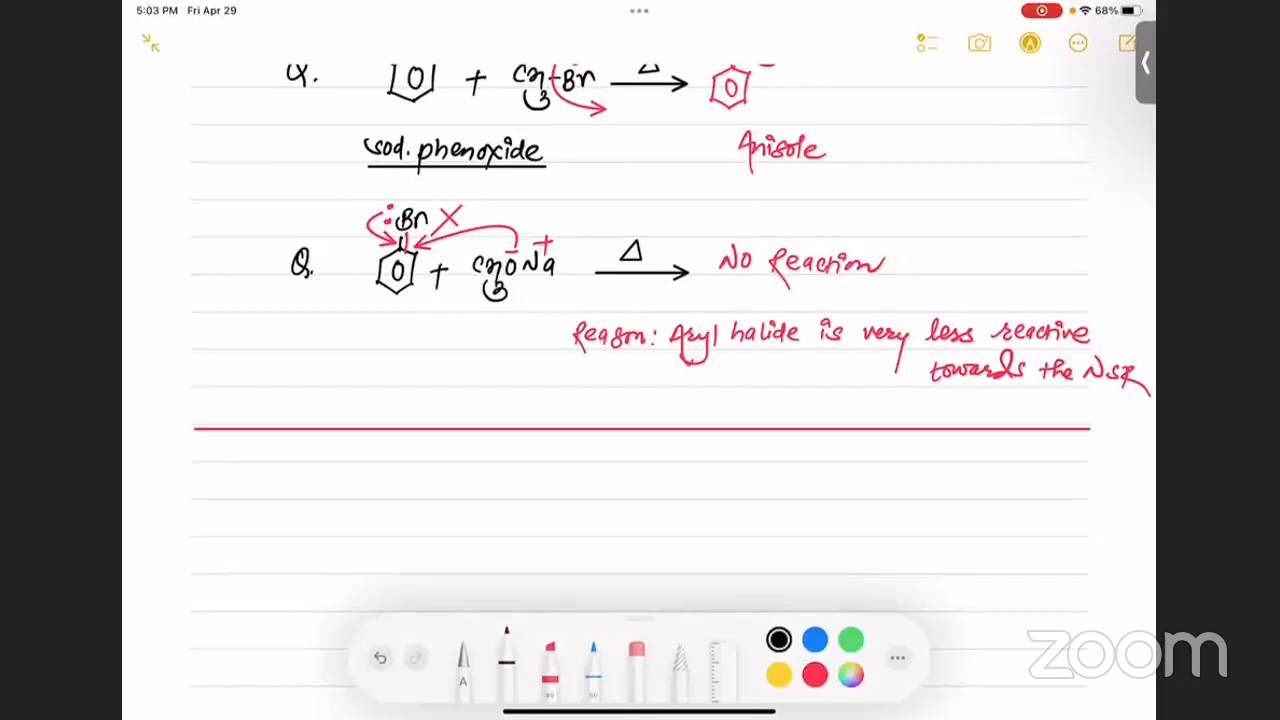 5:03 PM Fri Apr 29
68%
Q. + CH3-Br Δ
sod. phenoxide Anisole
:Br X
Q. + CH3O⁻Na⁺ Δ No Reaction
Reason: Aryl halide is very less reactive
towards the NSR
A
zoom